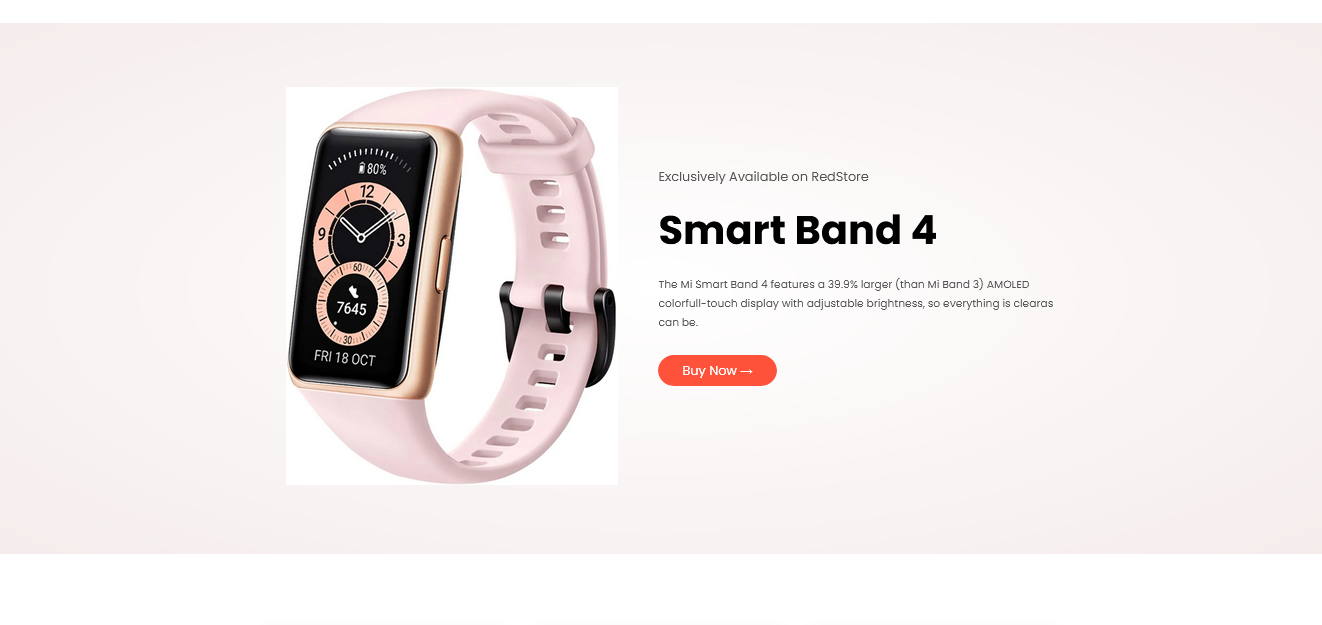 80%
12
9
3
60
7645
30
FRI 18 OCT
Exclusively Available on RedStore
Smart Band 4
The Mi Smart Band 4 features a 39.9% larger (than Mi Band 3) AMOLED
colorfull-touch display with adjustable brightness, so everything is clearas
can be.
Buy Now →